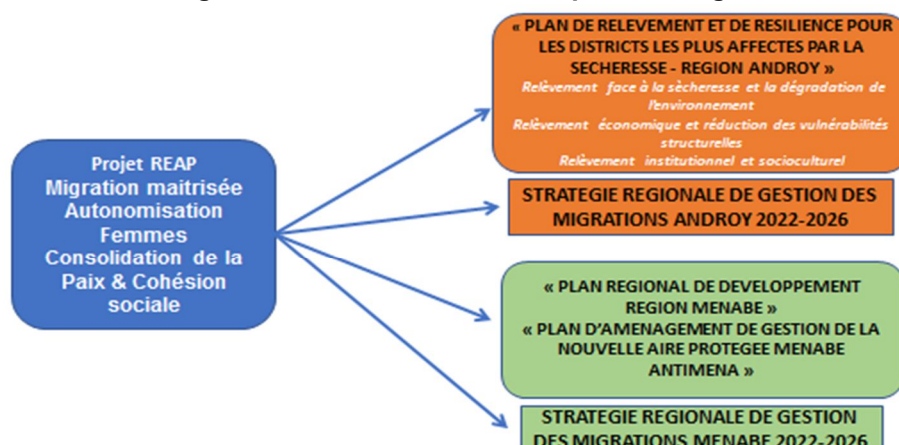 Projet REAP
Migration maitrisée
Autonomisation
Femmes
Consolidation de la
Paix & Cohésion
sociale
« PLAN DE RELEVEMENT ET DE RESILIENCE POUR
LES DISTRICTS LES PLUS AFFECTES PAR LA
SECHERESSE - REGION ANDROY »
Relèvement face à la sècheresse et la dégradation de
l'environnement
Relèvement économique et réduction des vulnérabilités
structurelles
Relèvement institutionnel et socioculturel
STRATEGIE REGIONALE DE GESTION DES
MIGRATIONS ANDROY 2022-2026
« PLAN REGIONAL DE DEVELOPPEMENT
REGION MENABE »
« PLAN D'AMENAGEMENT DE GESTION DE LA
NOUVELLE AIRE PROTEGEE MENABE
ANTIMENA »
STRATEGIE REGIONALE DE GESTION
DES MIGRATIONS MENABE 2022-2026